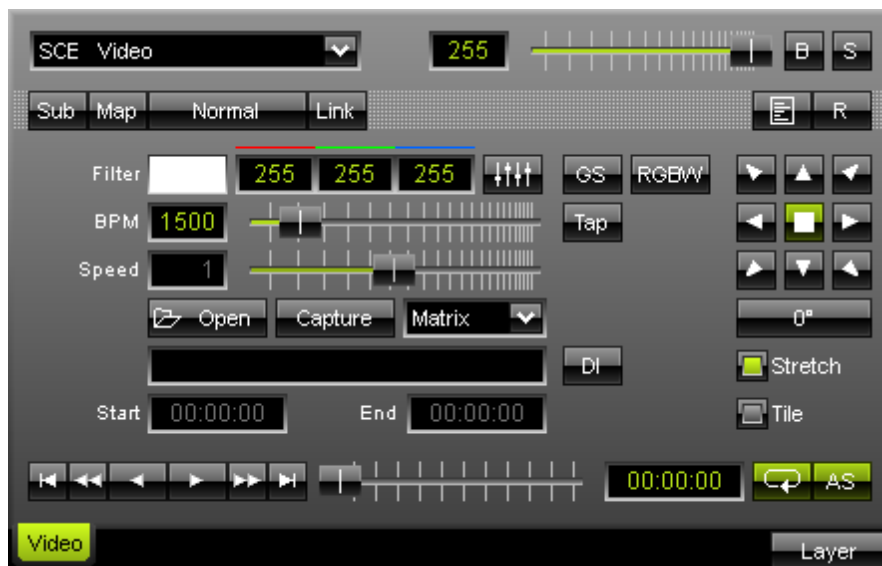 SCE Video 255 B S
Sub Map Normal Link R
Filter 255 255 255 GS RGBW
BPM 1500 Tap
Speed 1
Open Capture Matrix 0°
DI Stretch
Start 00:00:00 End 00:00:00 Tile
00:00:00 AS
Video Layer